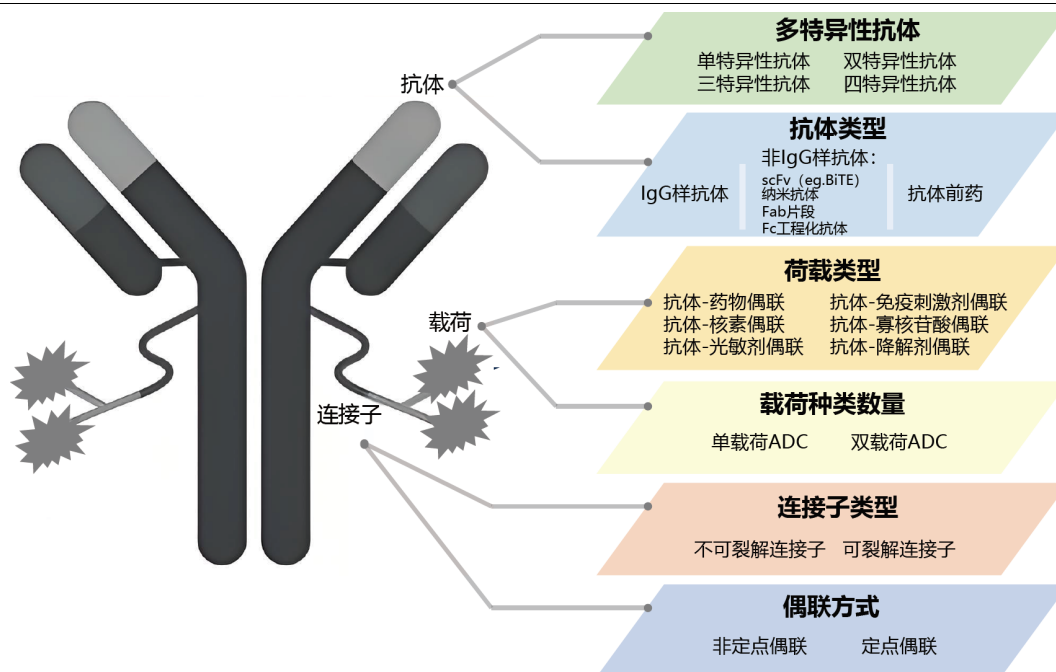 抗体
载荷
连接子
多特异性抗体
单特异性抗体 双特异性抗体
三特异性抗体 四特异性抗体
抗体类型
非IgG样抗体：
IgG样抗体
scFv（eg.BiTE）
纳米抗体
Fab片段
Fc工程化抗体
抗体前药
荷载类型
抗体-药物偶联 抗体-免疫刺激剂偶联
抗体-核素偶联 抗体-寡核苷酸偶联
抗体-光敏剂偶联 抗体-降解剂偶联
载荷种类数量
单载荷ADC 双载荷ADC
连接子类型
不可裂解连接子 可裂解连接子
偶联方式
非定点偶联 定点偶联